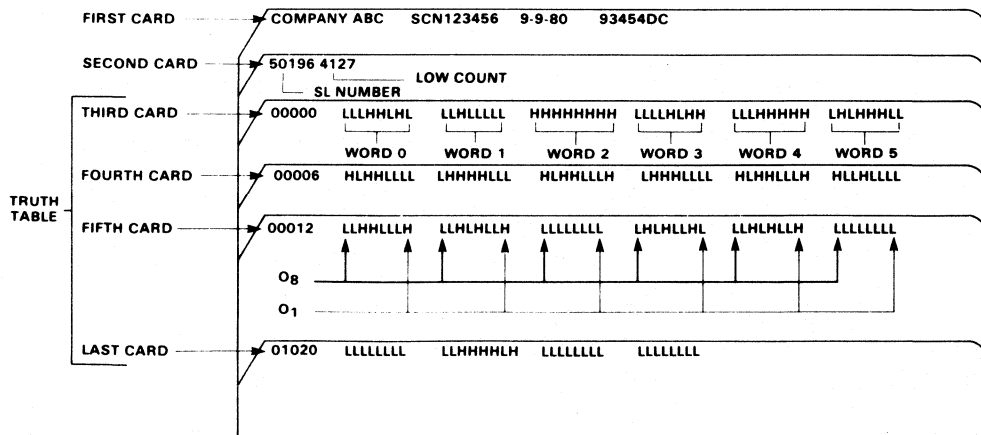 FIRST CARD COMPANY ABC SCN123456 9-9-80 93454DC
SECOND CARD 50196 4127
LOW COUNT
SL NUMBER
THIRD CARD 00000 LLLHHLHL LLHLLLLL HHHHHHHH LLLLHLHH LLLHHHHH LHLHHHLL
WORD 0 WORD 1 WORD 2 WORD 3 WORD 4 WORD 5
FOURTH CARD 00006 HLHHLLLL LHHHHLLL HLHHLLLH LHHHLLLL HLHHLLLH HLLHLLLL
TRUTH TABLE
FIFTH CARD 00012 LLHHLLLH LLHLHLLH LLLLLLLL LHLHLLHL LLHLHLLH LLLLLLLL
O8
O1
LAST CARD 01020 LLLLLLLL LLHHHHLH LLLLLLLL LLLLLLLL